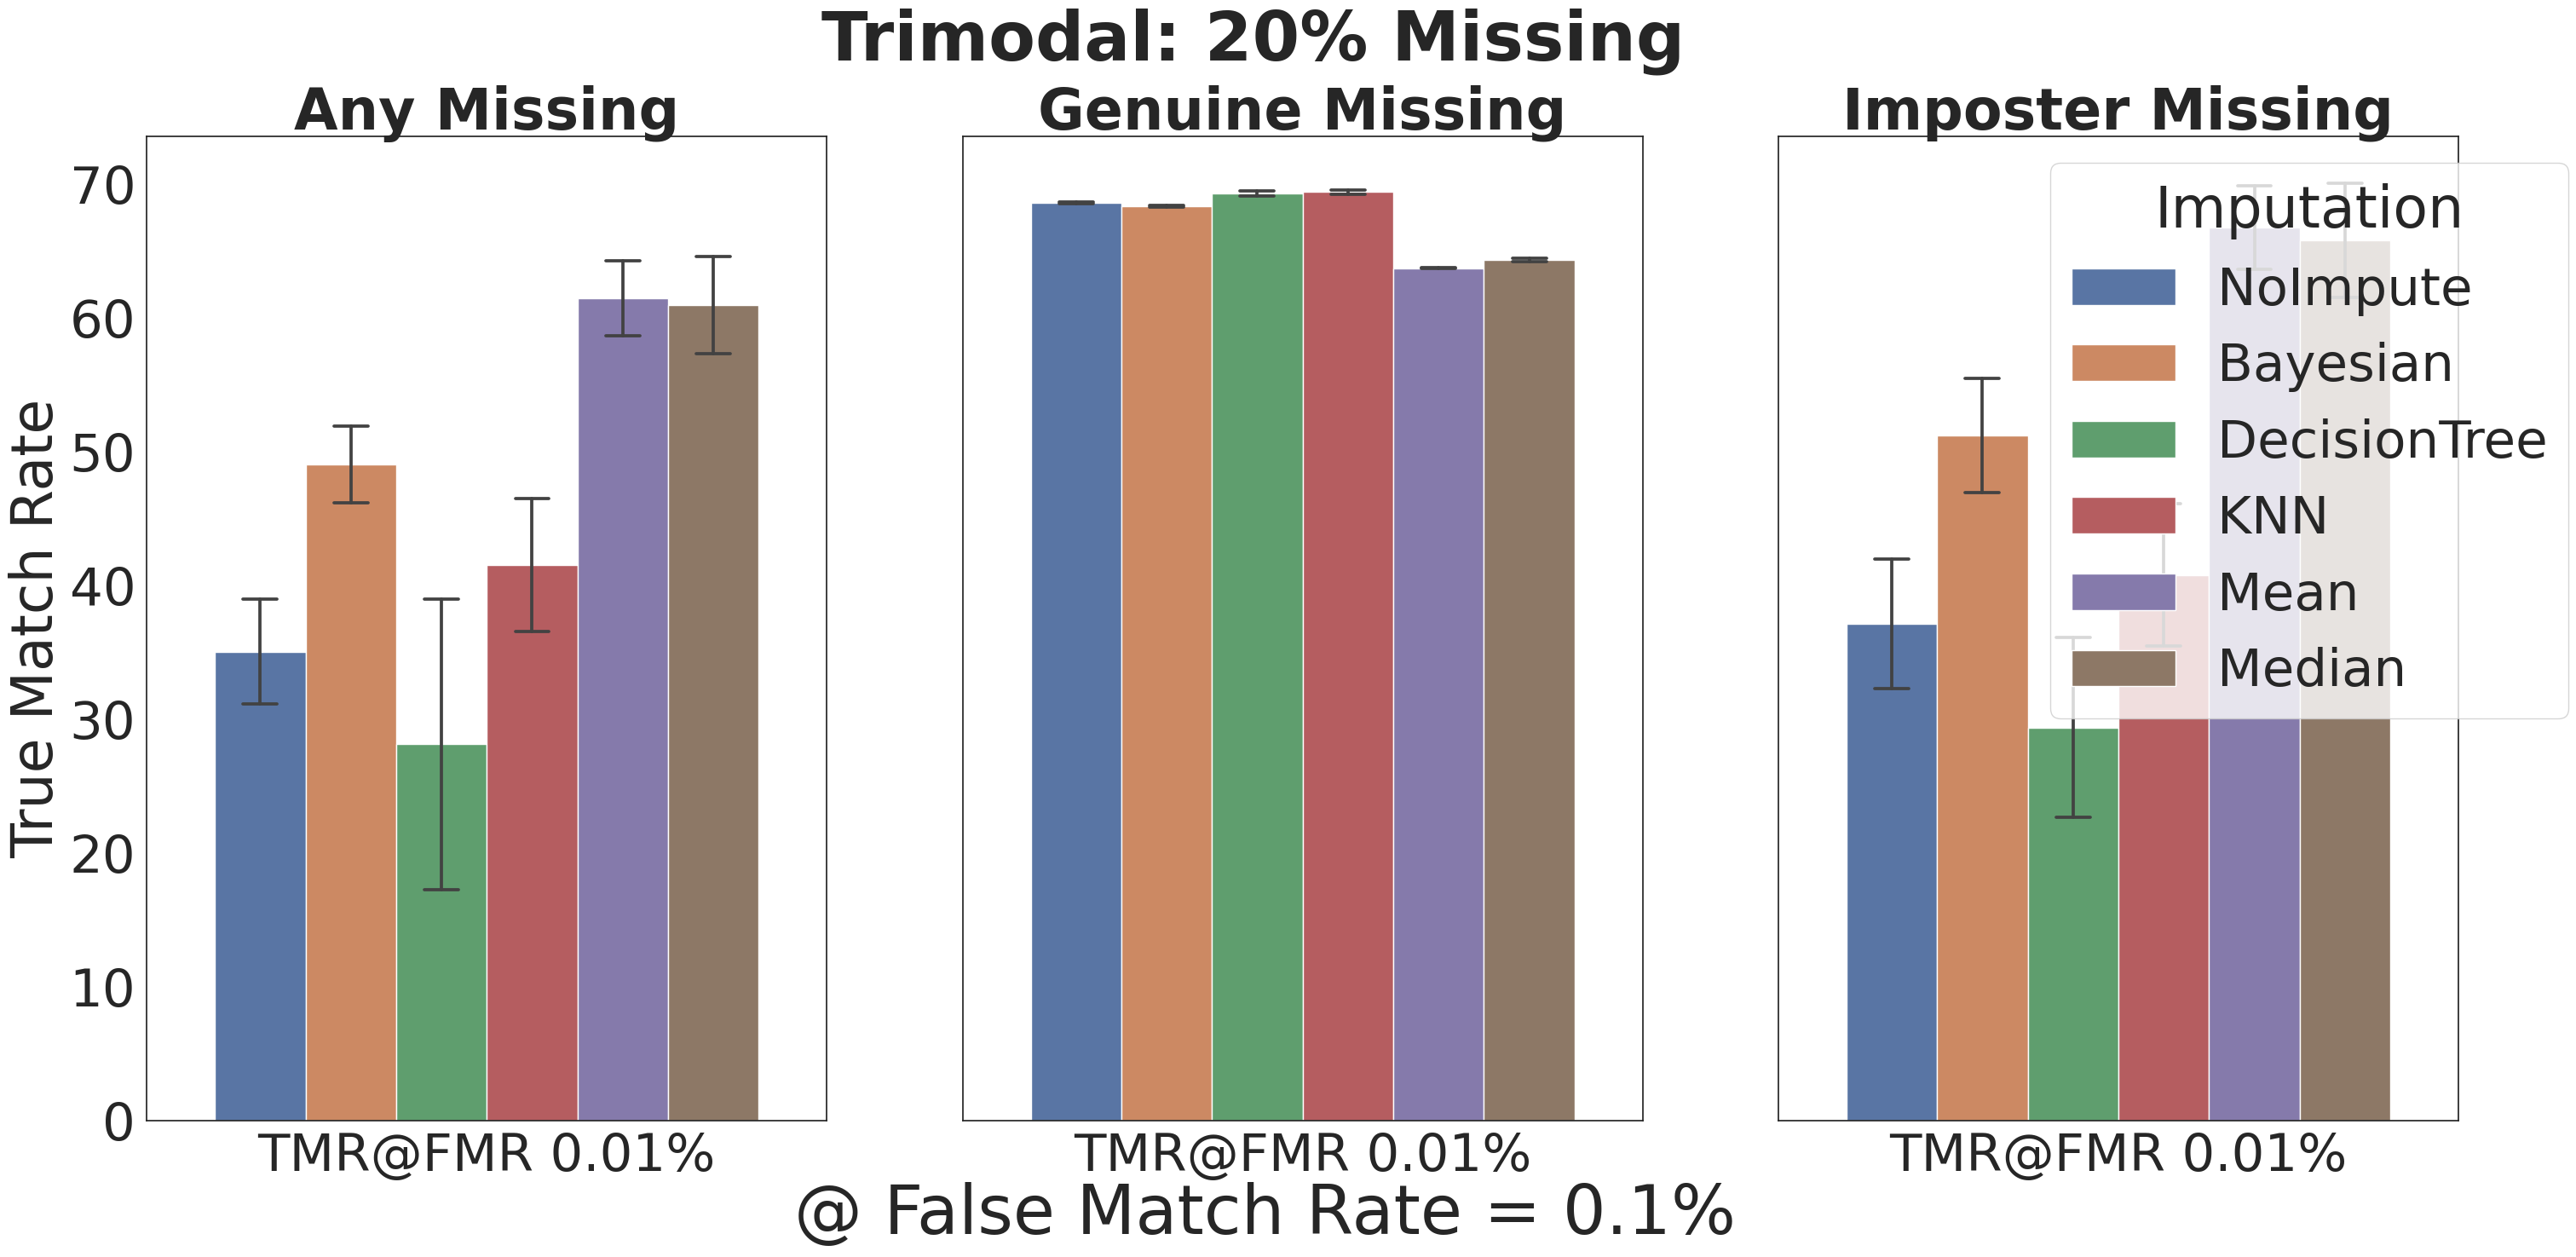 Trimodal: 20% Missing
Any Missing
Genuine Missing
Imposter Missing
True Match Rate
70
60
50
40
30
20
10
0
Imputation
NoImpute
Bayesian
DecisionTree
KNN
Mean
Median
TMR@FMR 0.01%
TMR@FMR 0.01%
TMR@FMR 0.01%
@ False Match Rate = 0.1%